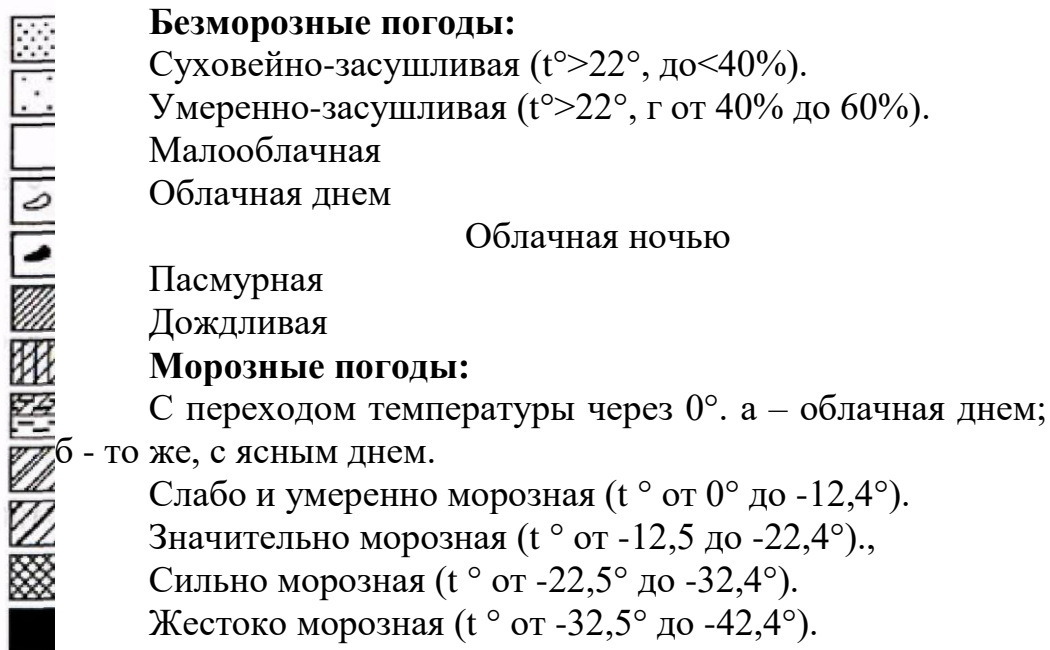 Безморозные погоды:
Суховейно-засушливая (t°>22°, до<40%).
Умеренно-засушливая (t°>22°, г от 40% до 60%).
Малооблачная
Облачная днем
Облачная ночью
Пасмурная
Дождливая
Морозные погоды:
С переходом температуры через 0°. а – облачная днем;
б - то же, с ясным днем.
Слабо и умеренно морозная (t ° от 0° до -12,4°).
Значительно морозная (t ° от -12,5 до -22,4°).,
Сильно морозная (t ° от -22,5° до -32,4°).
Жестоко морозная (t ° от -32,5° до -42,4°).